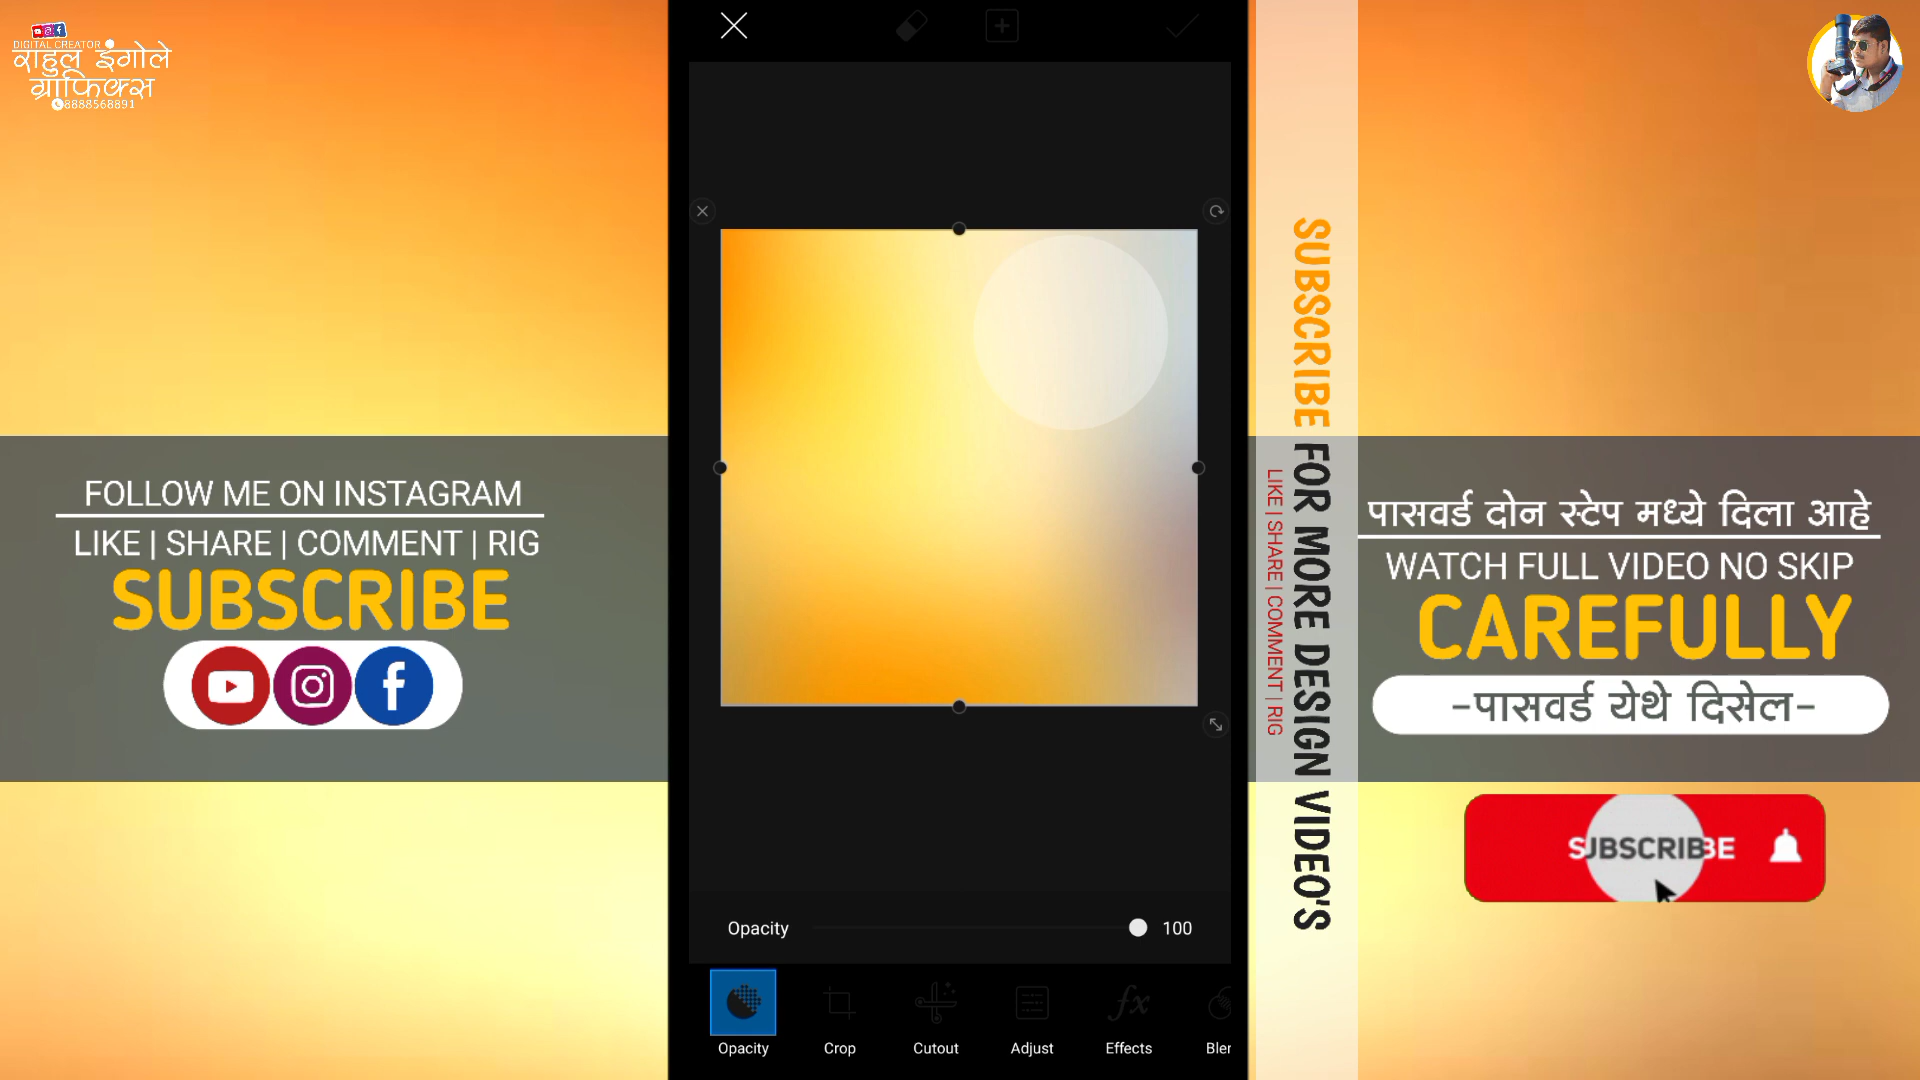 DIGITAL CREATOR
राहुल इंगोले
ग्राफिक्स
8888568891
FOLLOW ME ON INSTAGRAM
LIKE | SHARE | COMMENT | RIG
SUBSCRIBE
Opacity 100
Opacity Crop Cutout Adjust Effects Bler
SUBSCRIBE FOR MORE DESIGN VIDEO'S
LIKE | SHARE | COMMENT | RIG
पासवर्ड दोन स्टेप मध्ये दिला आहे
WATCH FULL VIDEO NO SKIP
CAREFULLY
-पासवर्ड येथे दिसेल-
SUBSCRIBE